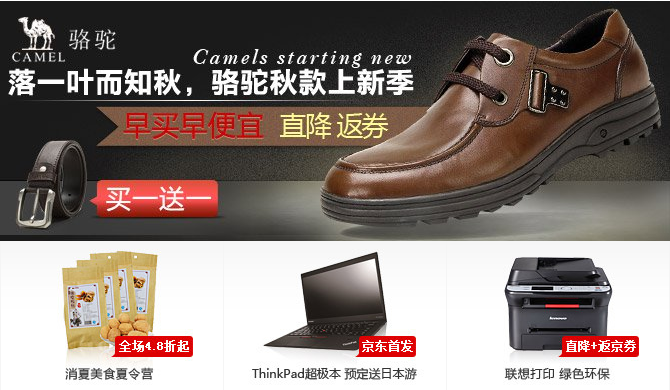 CAMEL 骆驼
Camels starting new
落一叶而知秋，骆驼秋款上新季
早买早便宜 直降返券
买一送一
全场4.8折起
京东首发
直降+返京券
消夏美食夏令营
ThinkPad超极本 预定送日本游
联想打印 绿色环保